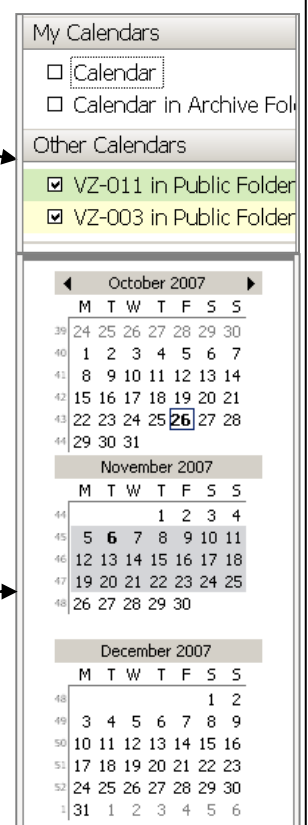 My Calendars
Calendar
Calendar in Archive Fol
Other Calendars
VZ-011 in Public Folder
VZ-003 in Public Folder
October 2007
M T W T F S S
39 24 25 26 27 28 29 30
40 1 2 3 4 5 6 7
41 8 9 10 11 12 13 14
42 15 16 17 18 19 20 21
43 22 23 24 25 26 27 28
44 29 30 31
November 2007
M T W T F S S
44 1 2 3 4
45 5 6 7 8 9 10 11
46 12 13 14 15 16 17 18
47 19 20 21 22 23 24 25
48 26 27 28 29 30
December 2007
M T W T F S S
48 1 2
49 3 4 5 6 7 8 9
50 10 11 12 13 14 15 16
51 17 18 19 20 21 22 23
52 24 25 26 27 28 29 30
1 31 1 2 3 4 5 6